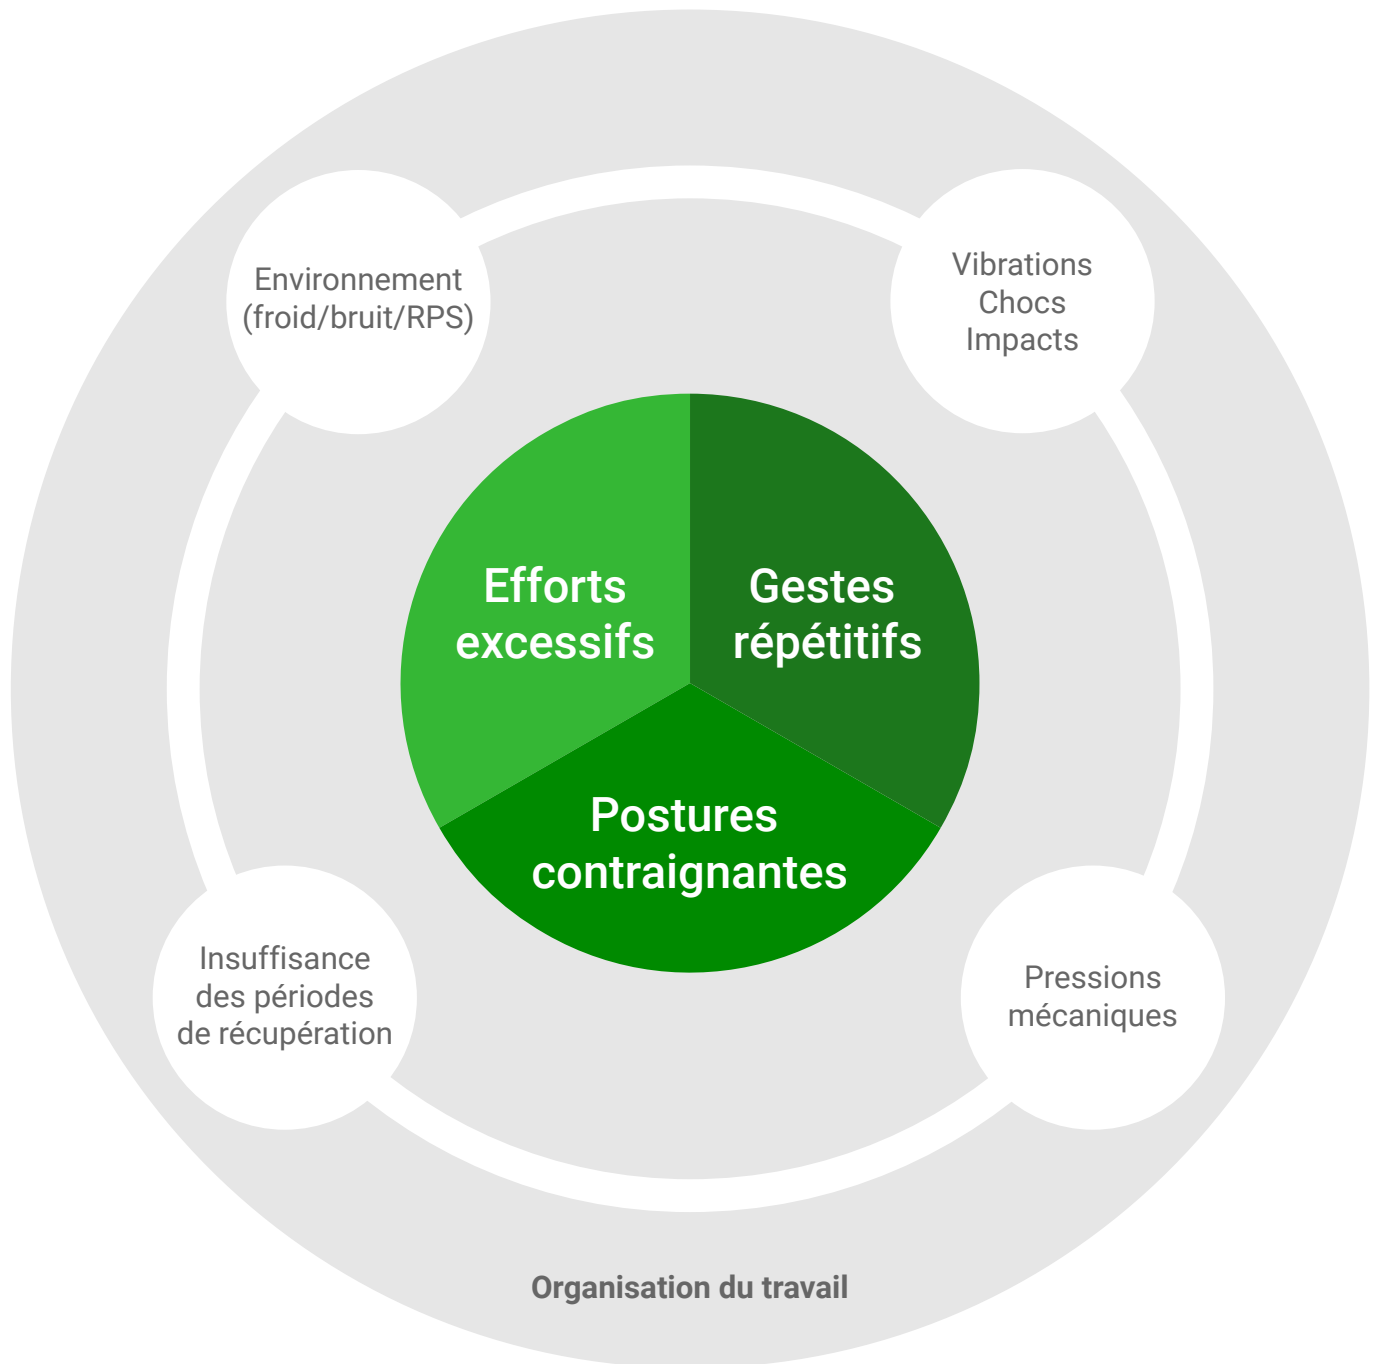 Environnement
(froid/bruit/RPS)
Vibrations
Chocs
Impacts
Efforts
excessifs
Gestes
répétitifs
Postures
contraignantes
Insuffisance
des périodes
de récupération
Pressions
mécaniques
Organisation du travail